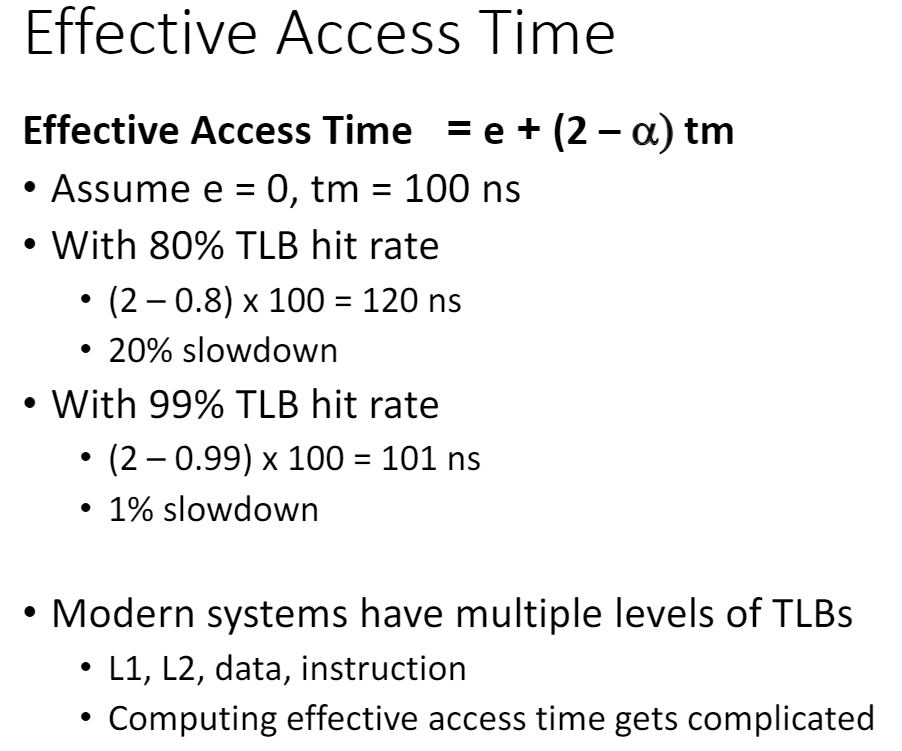 Effective Access Time
Effective Access Time = e + (2 – α) tm
• Assume e = 0, tm = 100 ns
• With 80% TLB hit rate
• (2 – 0.8) x 100 = 120 ns
• 20% slowdown
• With 99% TLB hit rate
• (2 – 0.99) x 100 = 101 ns
• 1% slowdown
• Modern systems have multiple levels of TLBs
• L1, L2, data, instruction
• Computing effective access time gets complicated